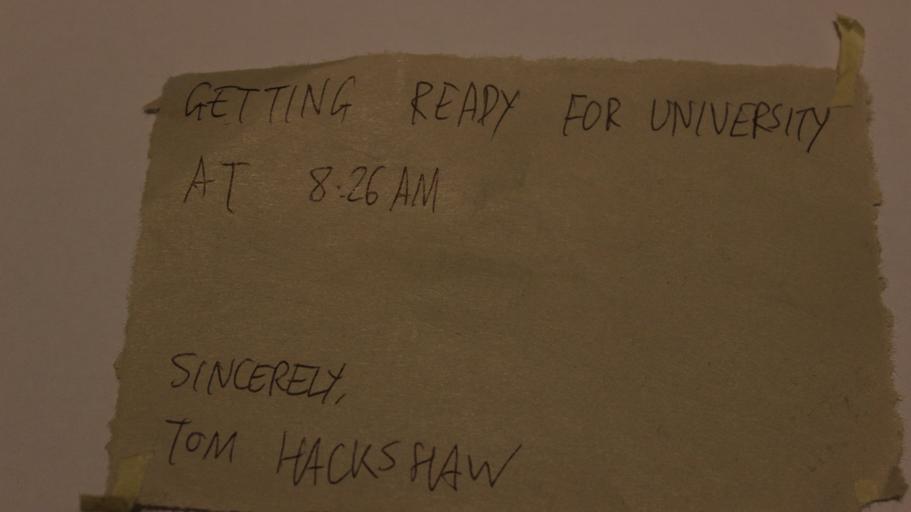 GETTING READY FOR UNIVERSITY
AT 8.26 AM
SINCERELY,
TOM HACKSHAW